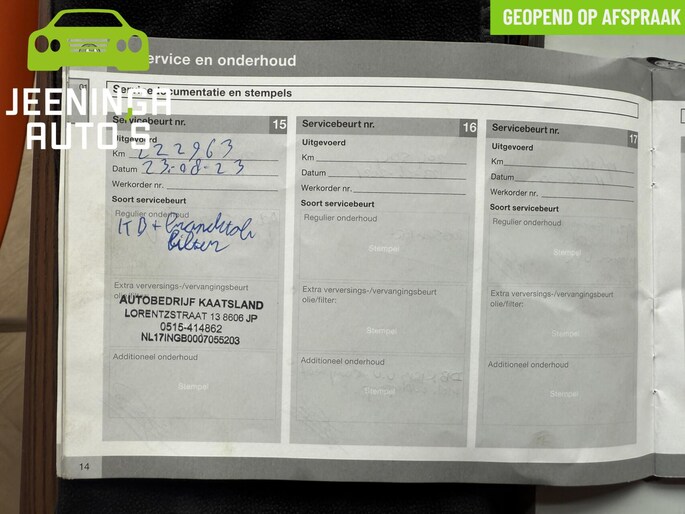 GEOPEND OP AFSPRAAK
JEENINGA
AUTO'S
Service en onderhoud
Servicedocumentatie en stempels
Servicebeurt nr. 15
Uitgevoerd
Km 222963
Datum 23-08-23
Werkorder nr.
Soort servicebeurt
Regulier onderhoud
KB + brandstof
filter
Extra verversings-/vervangingsbeurt
olie/filter:
AUTOBEDRIJF KAATSLAND
LORENTZSTRAAT 13 8606 JP
0515-414862
NL17INGB0007055203
Additioneel onderhoud
Stempel
Servicebeurt nr. 16
Uitgevoerd
Km
Datum
Werkorder nr.
Soort servicebeurt
Regulier onderhoud
Stempel
Extra verversings-/vervangingsbeurt
olie/filter:
Stempel
Additioneel onderhoud
Stempel
Servicebeurt nr. 17
Uitgevoerd
Km
Datum
Werkorder nr.
Soort servicebeurt
Regulier onderhoud
Stempel
Extra verversings-/vervangingsbeurt
olie/filter:
Stempel
Additioneel onderhoud
Stempel
14